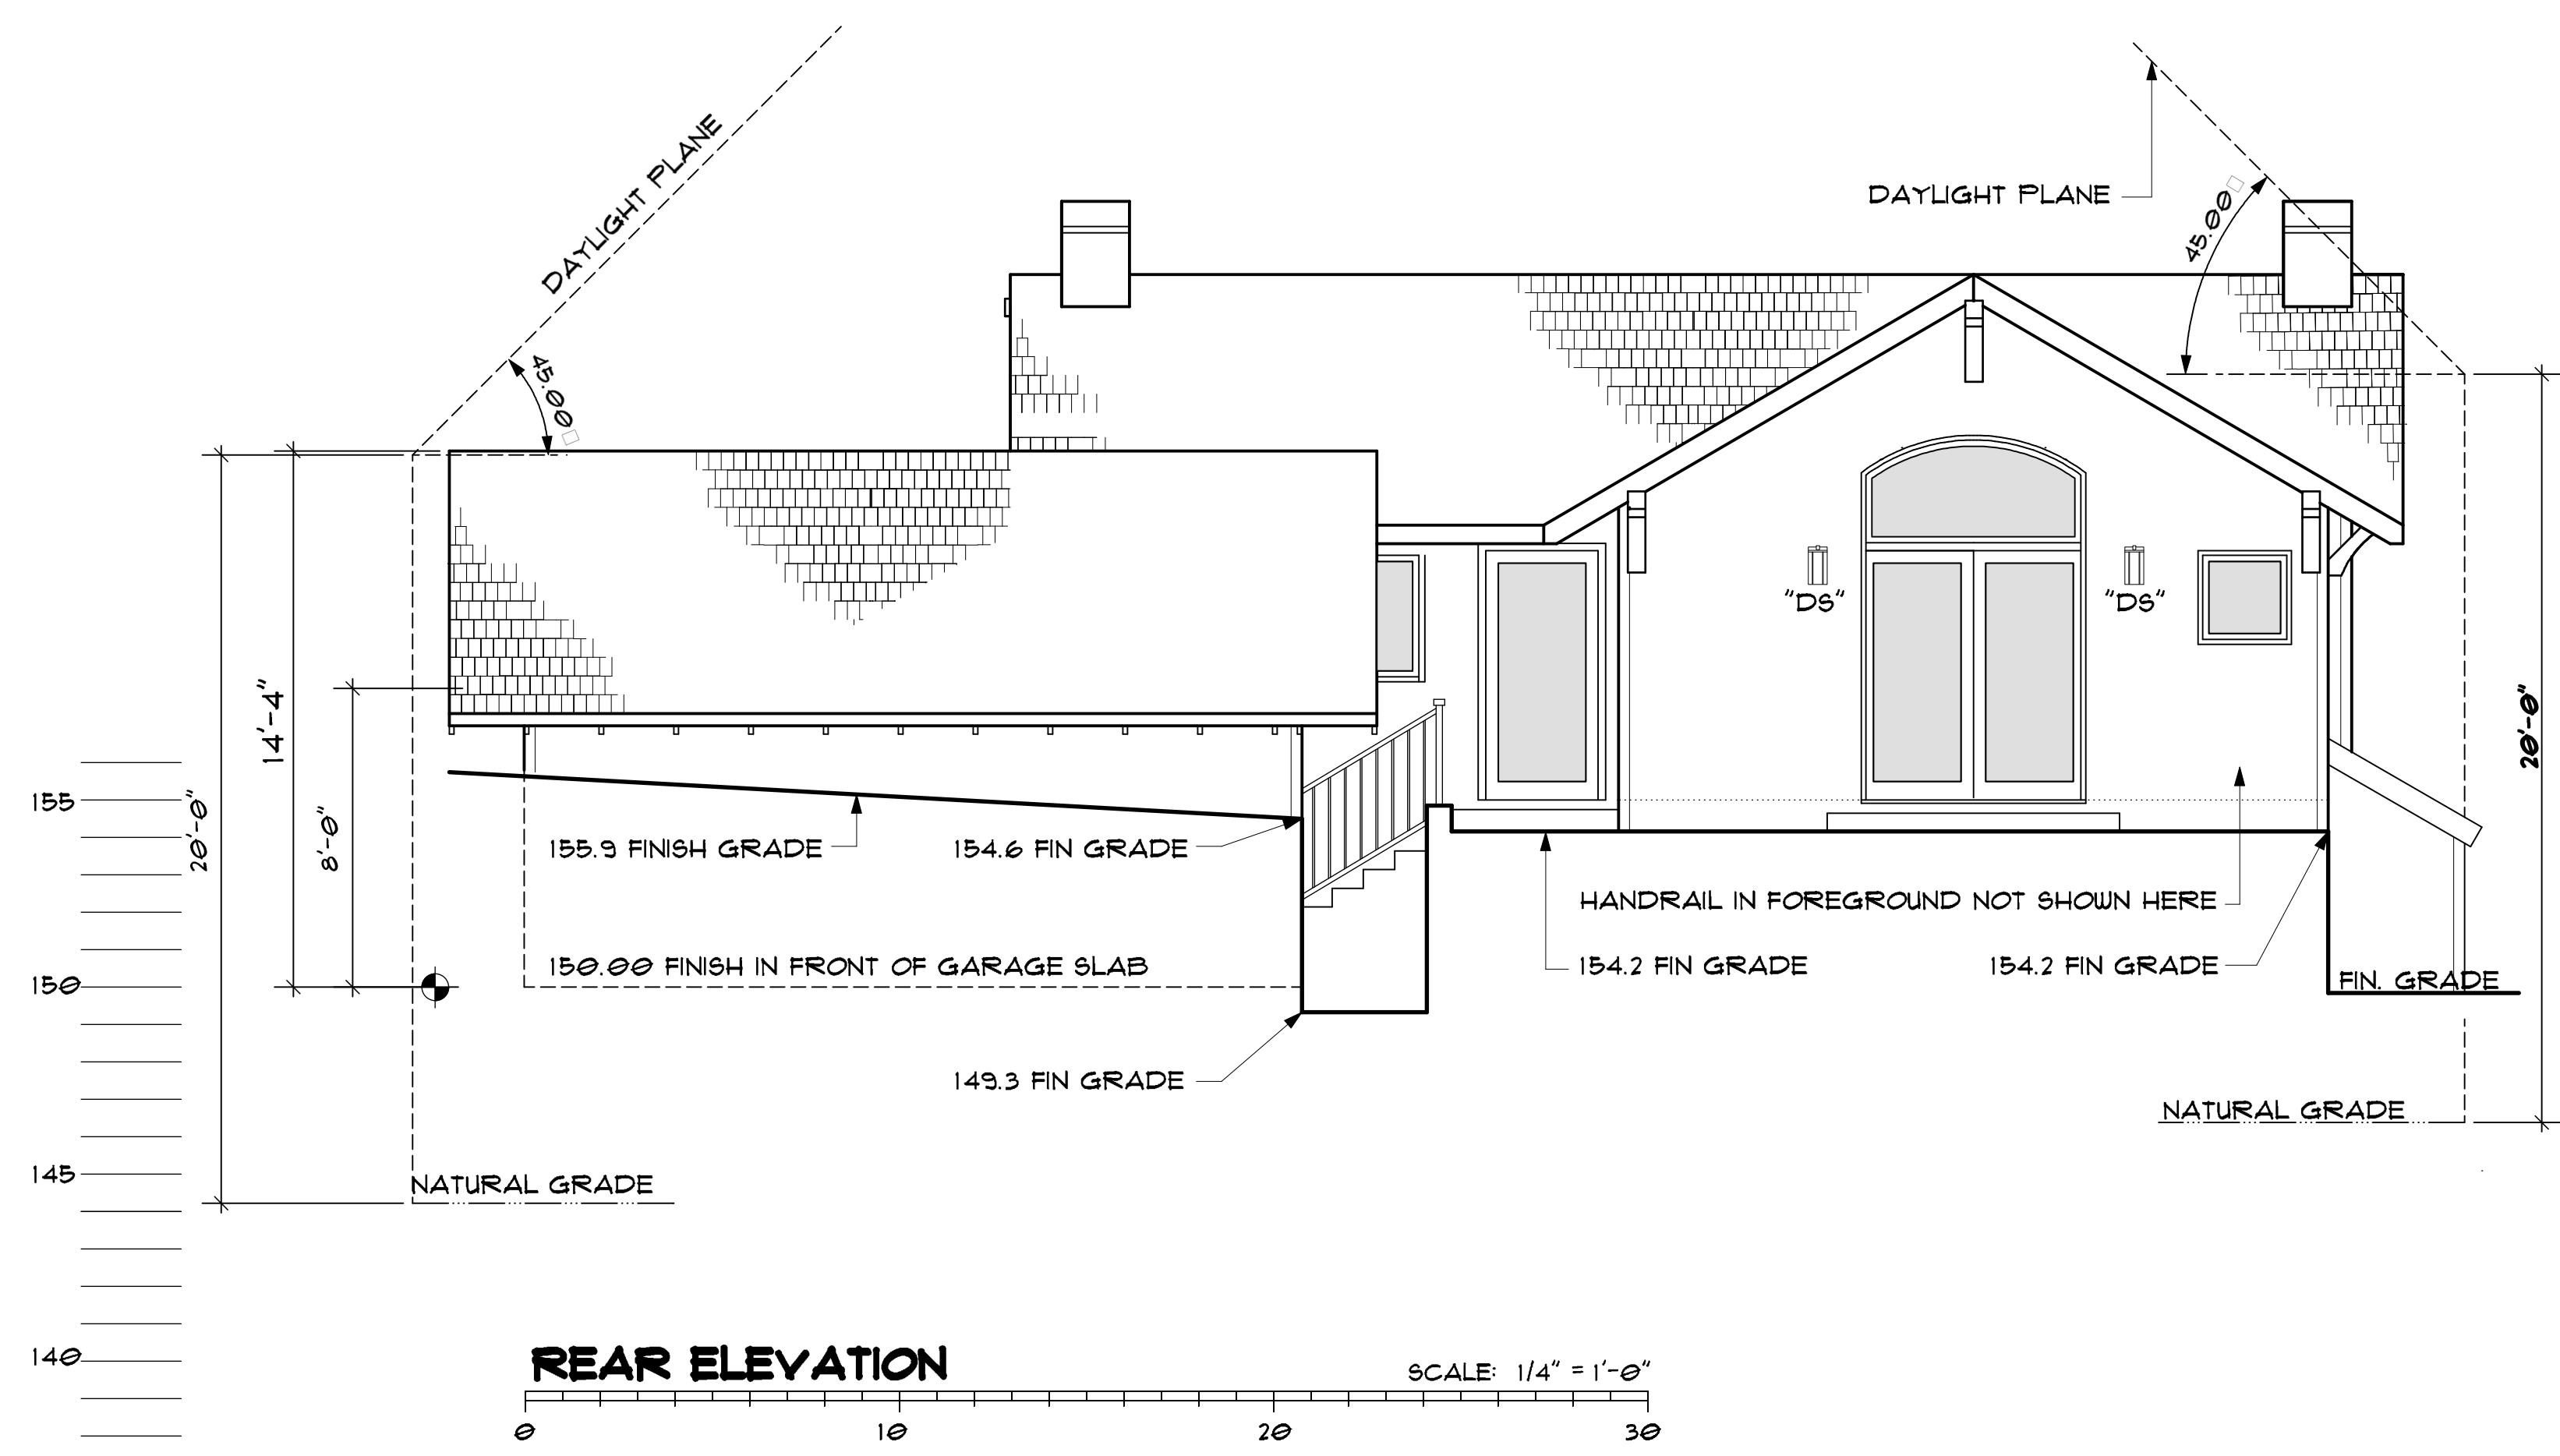 DAYLIGHT PLANE
DAYLIGHT PLANE
45.00
45.00
14'-4"
8'-0"
20'-0"
20'-0"
"DS"
"DS"
155
150
145
140
155.9 FINISH GRADE
154.6 FIN GRADE
HANDRAIL IN FOREGROUND NOT SHOWN HERE
150.00 FINISH IN FRONT OF GARAGE SLAB
154.2 FIN GRADE
154.2 FIN GRADE
FIN. GRADE
149.3 FIN GRADE
NATURAL GRADE
NATURAL GRADE
REAR ELEVATION
SCALE: 1/4" = 1'-0"
0 10 20 30